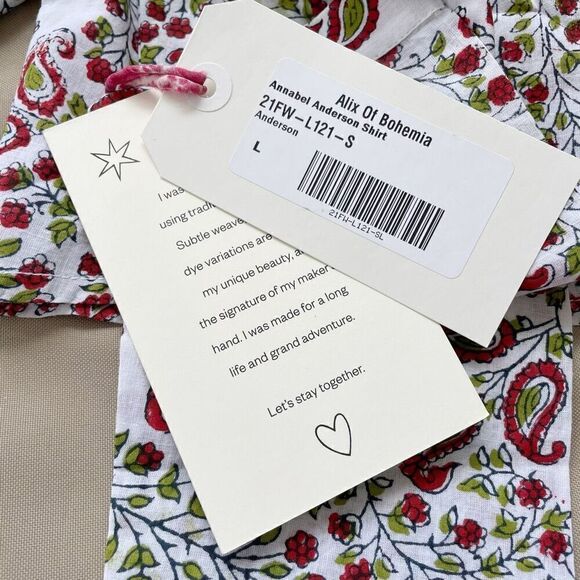 Alix Of Bohemia
Annabel Anderson Shirt
21FW-L121-S
Anderson
L
21FW-L121-SL
I was
using
Subtle weave
dye variations are
my unique beauty,
the signature of my maker
hand. I was made for a long
life and grand adventure.
Let's stay together.